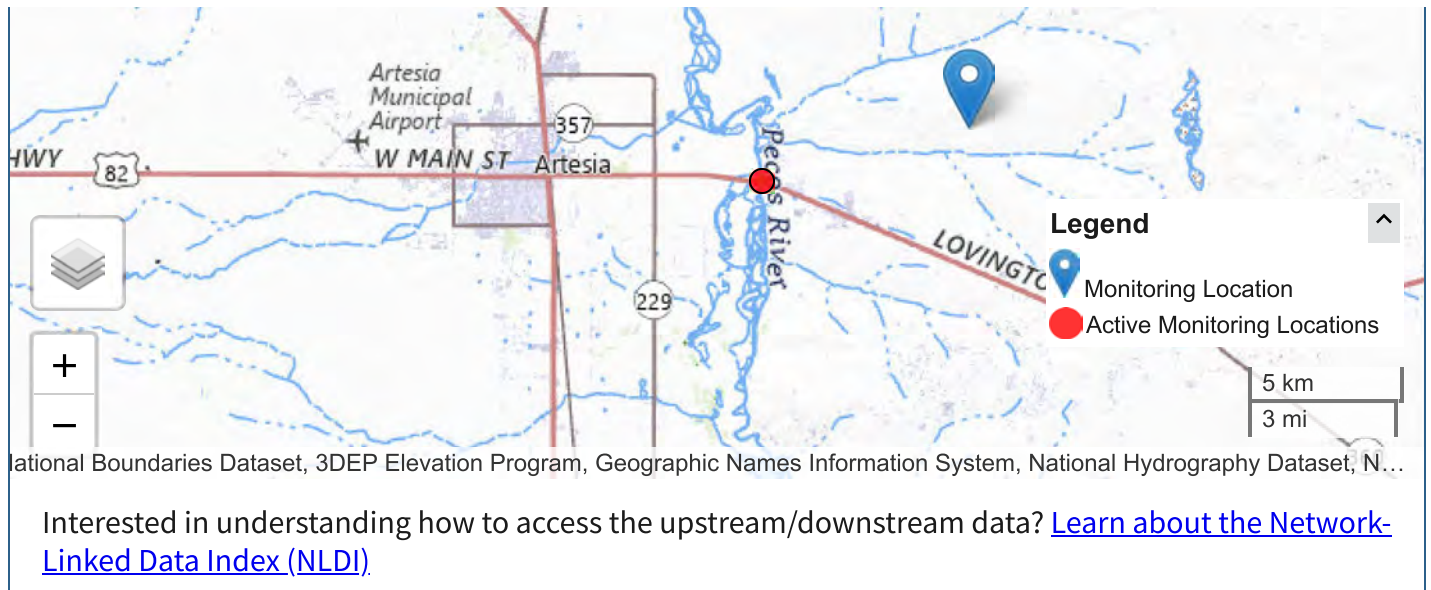 Artesia
Municipal
Airport
357
HWY
W MAIN ST
Artesia
82
Pecos River
Legend
LOVINGTO
Monitoring Location
229
Active Monitoring Locations
+
5 km
−
3 mi
360
lational Boundaries Dataset, 3DEP Elevation Program, Geographic Names Information System, National Hydrography Dataset, N…
Interested in understanding how to access the upstream/downstream data? Learn about the Network-
Linked Data Index (NLDI)